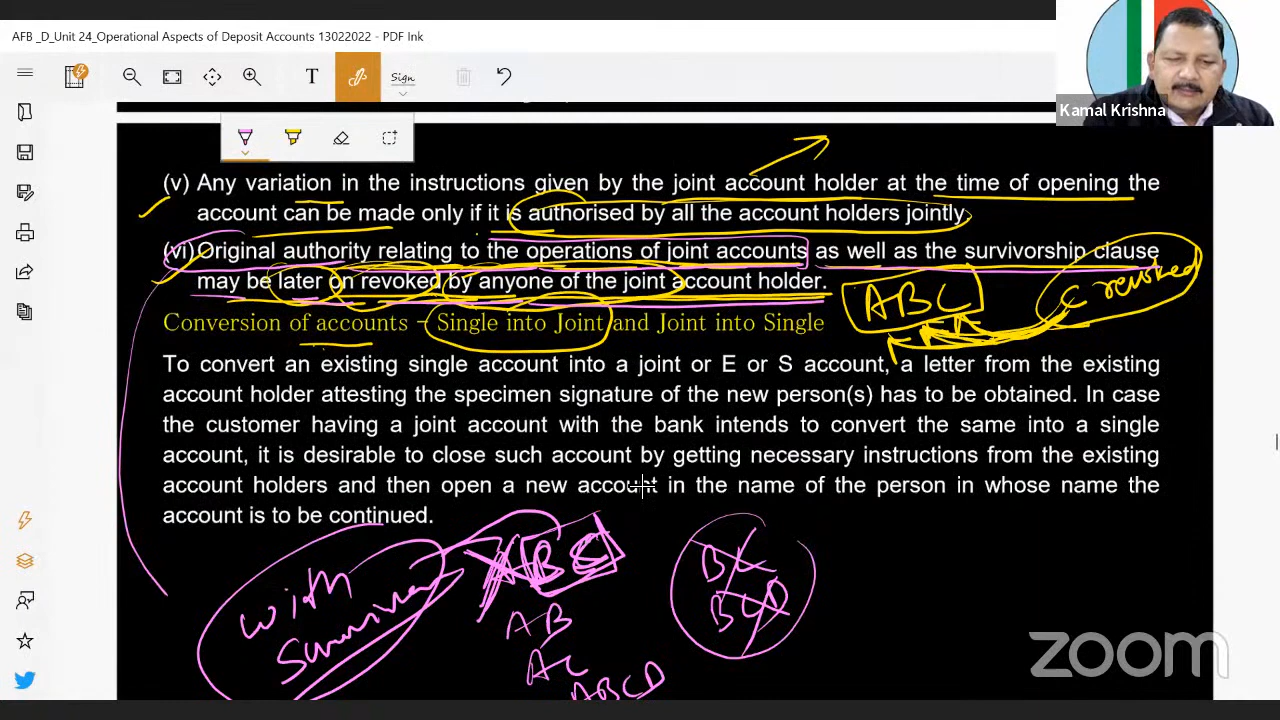 AFB _D_Unit 24_Operational Aspects of Deposit Accounts 13022022 - PDF Ink
Kamal Krishna
T
Sign
(v) Any variation in the instructions given by the joint account holder at the time of opening the
account can be made only if it is authorised by all the account holders jointly.
(vi) Original authority relating to the operations of joint accounts as well as the survivorship clause
may be later on revoked by anyone of the joint account holder.
ABC
C revoked
Conversion of accounts – Single into Joint and Joint into Single
To convert an existing single account into a joint or E or S account, a letter from the existing
account holder attesting the specimen signature of the new person(s) has to be obtained. In case
the customer having a joint account with the bank intends to convert the same into a single
account, it is desirable to close such account by getting necessary instructions from the existing
account holders and then open a new account in the name of the person in whose name the
account is to be continued.
With
BC
BCD
AB
AC
ABCD
zoom